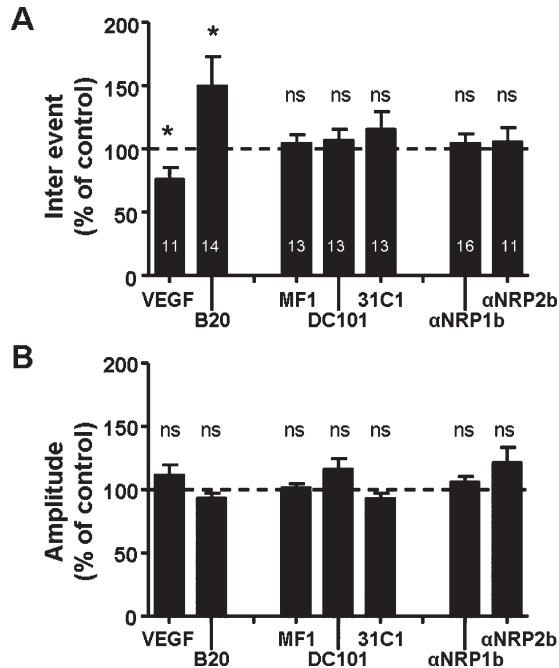 A
Inter event
(% of control)
200
150
100
50
0
* * ns ns ns ns ns
11 14 13 13 13 16 11
VEGF MF1 31C1 αNRP2b
B20 DC101 αNRP1b
B
Amplitude
(% of control)
200
150
100
50
0
ns ns ns ns ns ns ns
VEGF MF1 31C1 αNRP2b
B20 DC101 αNRP1b